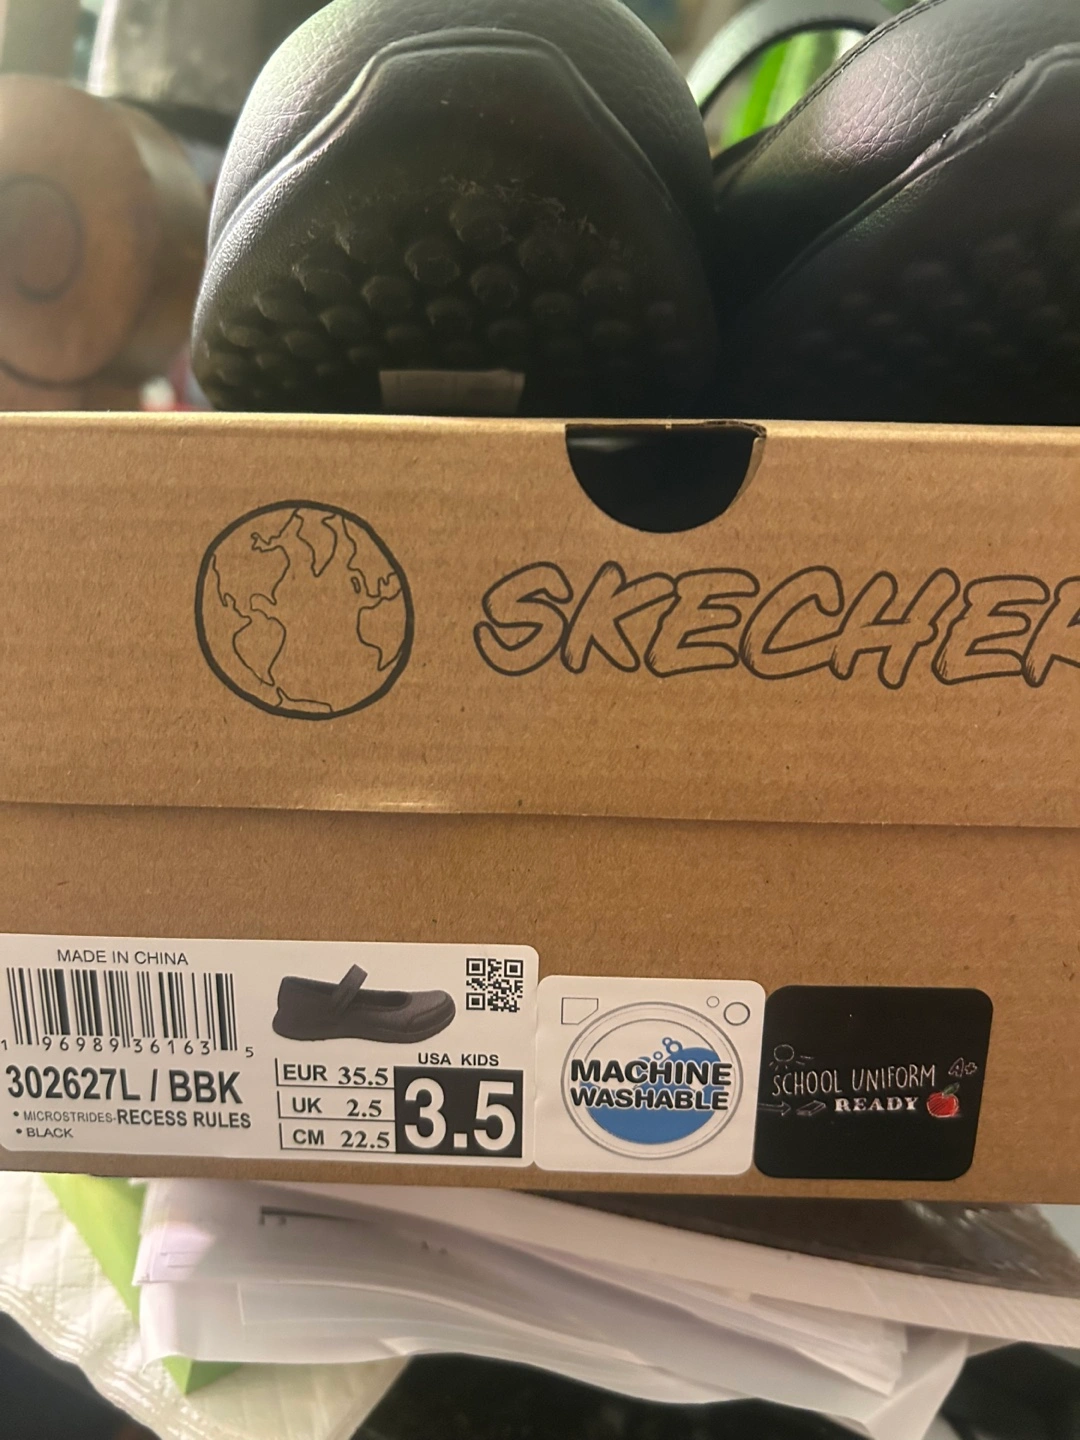 SKECHER
MADE IN CHINA
1 96989 36163 5
302627L / BBK
• MICROSTRIDES-RECESS RULES
• BLACK
USA KIDS
EUR 35.5
UK 2.5
CM 22.5
3.5
MACHINE
WASHABLE
SCHOOL UNIFORM A+
READY